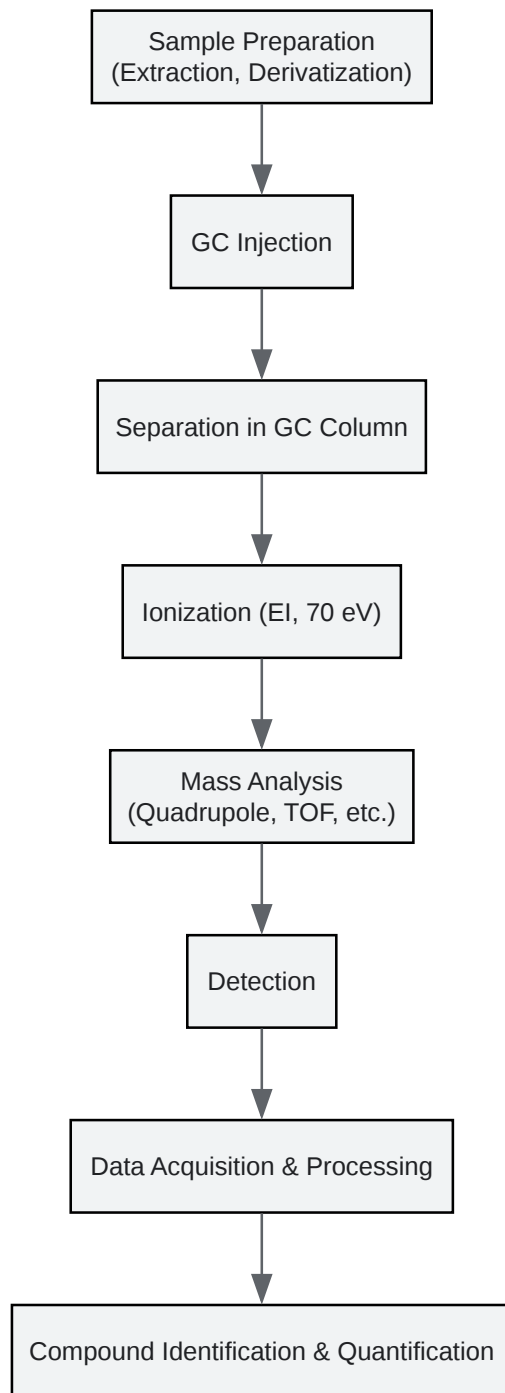 Sample Preparation
(Extraction, Derivatization)
GC Injection
Separation in GC Column
Ionization (EI, 70 eV)
Mass Analysis
(Quadrupole, TOF, etc.)
Detection
Data Acquisition & Processing
Compound Identification & Quantification